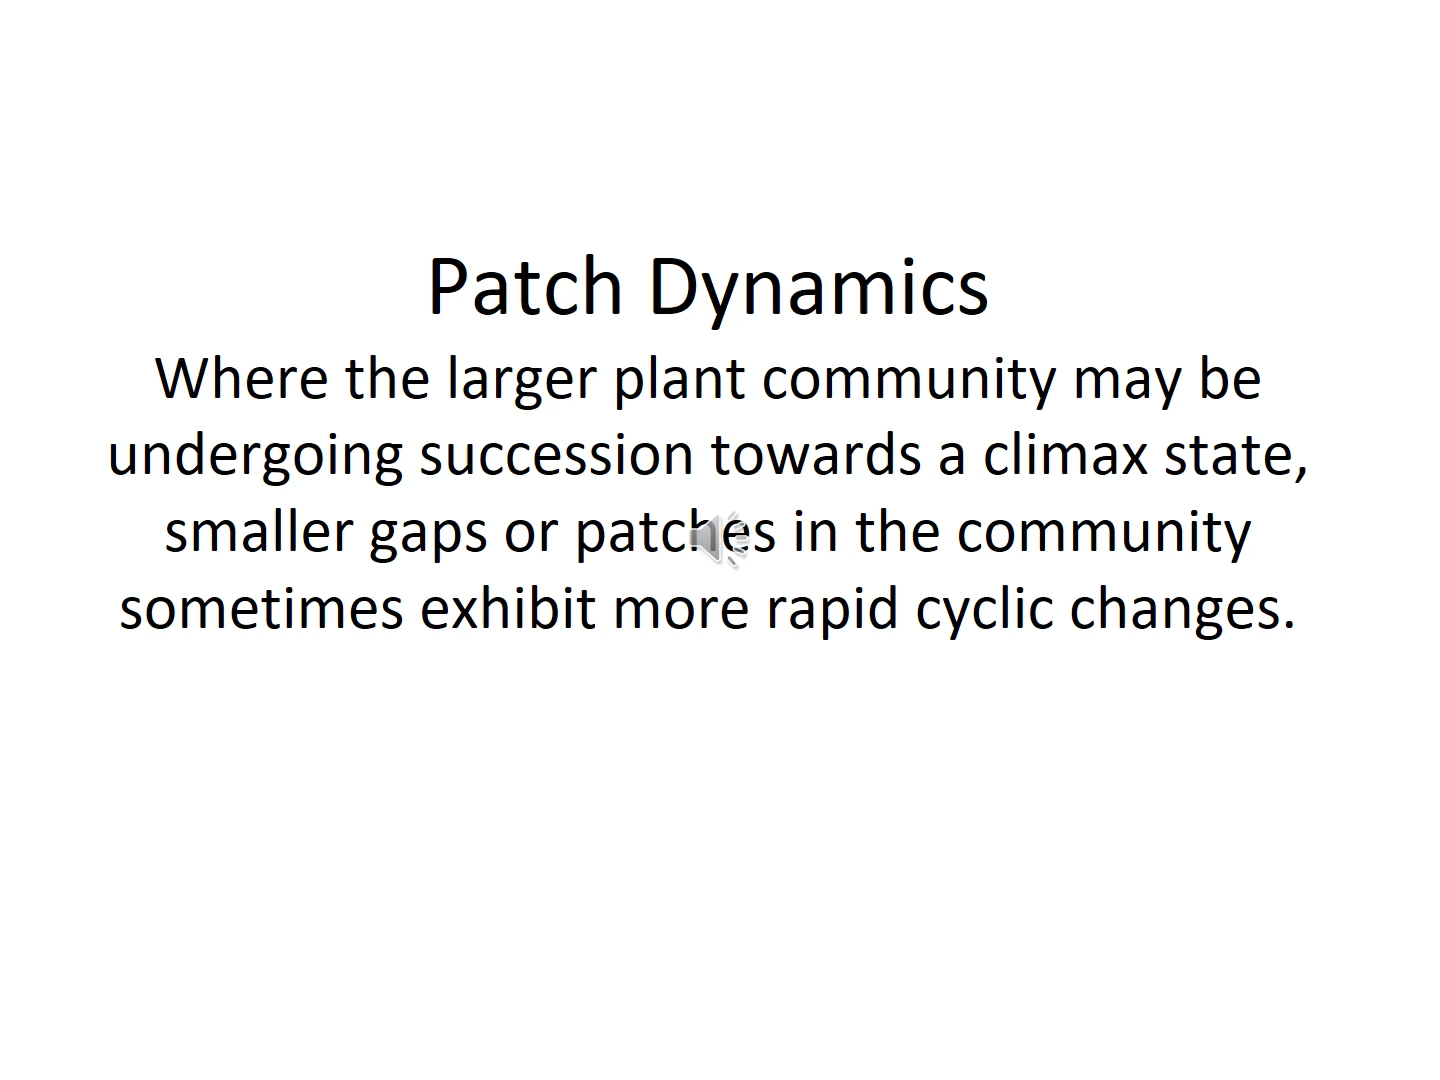 Patch Dynamics
Where the larger plant community may be
undergoing succession towards a climax state,
smaller gaps or patches in the community
sometimes exhibit more rapid cyclic changes.